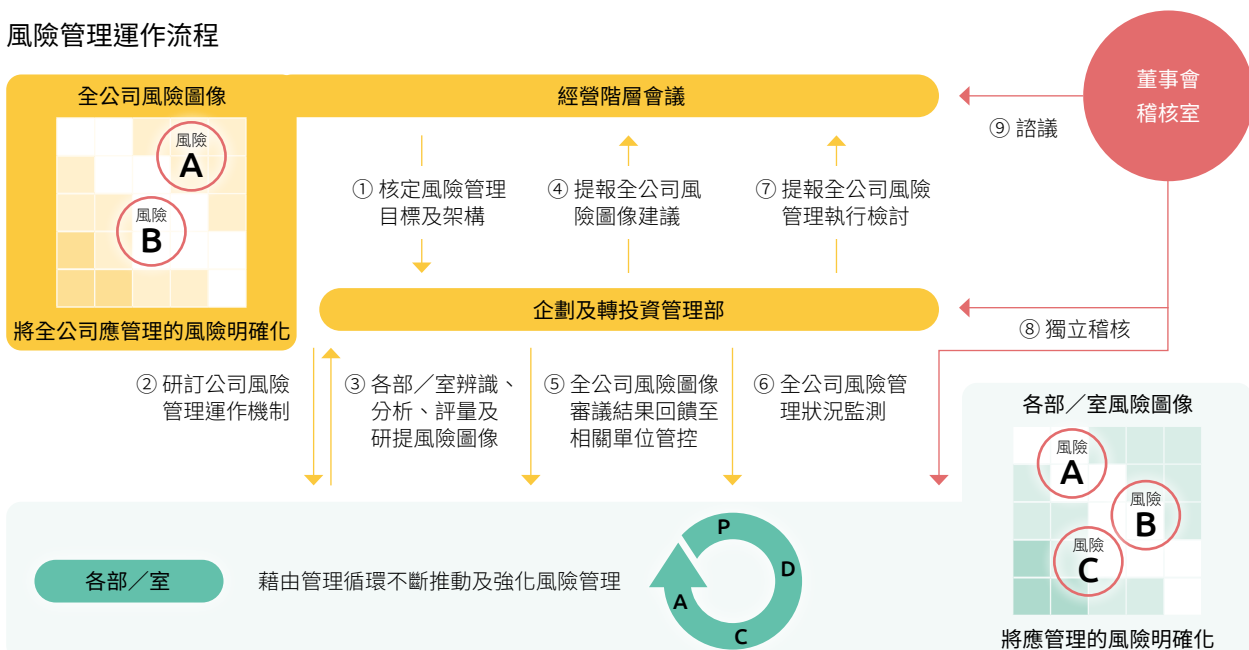 風險管理運作流程
全公司風險圖像
風險
A
風險
B
將全公司應管理的風險明確化
經營階層會議
董事會
稽核室
⑨ 諮議
① 核定風險管理
目標及架構
④ 提報全公司風
險圖像建議
⑦ 提報全公司風險
管理執行檢討
企劃及轉投資管理部
⑧ 獨立稽核
② 研訂公司風險
管理運作機制
③ 各部／室辨識、
分析、評量及
研提風險圖像
⑤ 全公司風險圖像
審議結果回饋至
相關單位管控
⑥ 全公司風險管
理狀況監測
各部／室風險圖像
風險
A
風險
B
風險
C
將應管理的風險明確化
各部／室
藉由管理循環不斷推動及強化風險管理
P
D
C
A